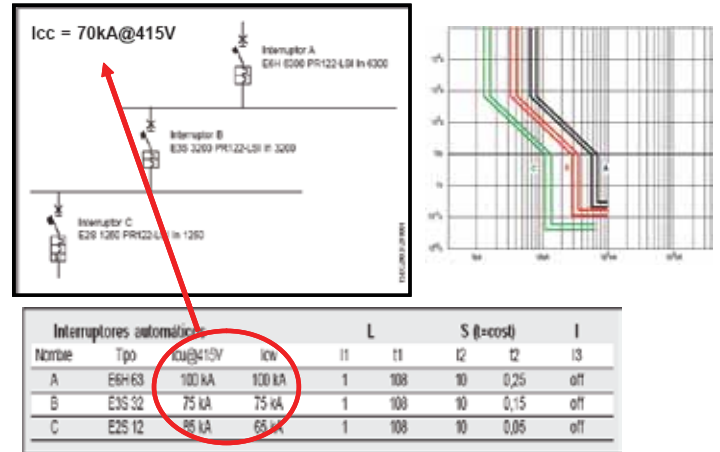 Icc = 70kA@415V
Interruptor A
E6H 6300 PR122-LSI In 6300
Interruptor B
E3S 3200 PR122-LSI In 3200
Interruptor C
E2S 1250 PR122-LSI In 1250
C
A
Interruptores automáticos L S (t=cost) I
Nombre Tipo Icu@415V Icw I1 t1 I2 t2 I3
A E6H 63 100 kA 100 kA 1 108 10 0,25 off
B E3S 32 75 kA 75 kA 1 108 10 0,15 off
C E2S 12 85 kA 65 kA 1 108 10 0,05 off